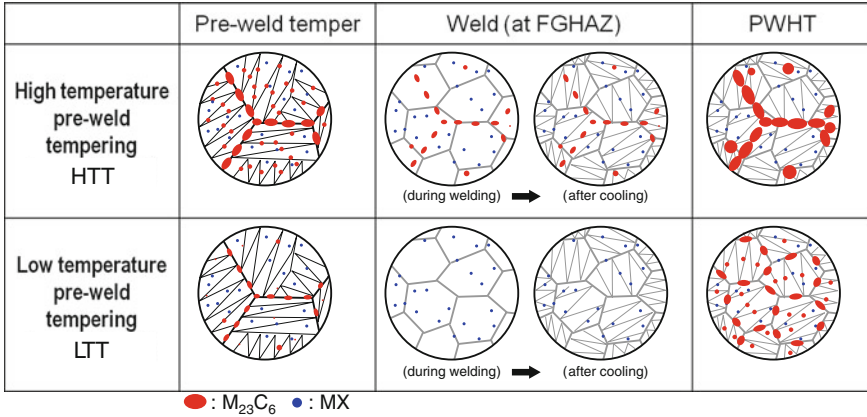 Pre-weld temper
Weld (at FGHAZ)
PWHT
High temperature
pre-weld
tempering
HTT
(during welding)
(after cooling)
Low temperature
pre-weld
tempering
LTT
(during welding)
(after cooling)
: M₂₃C₆ : MX